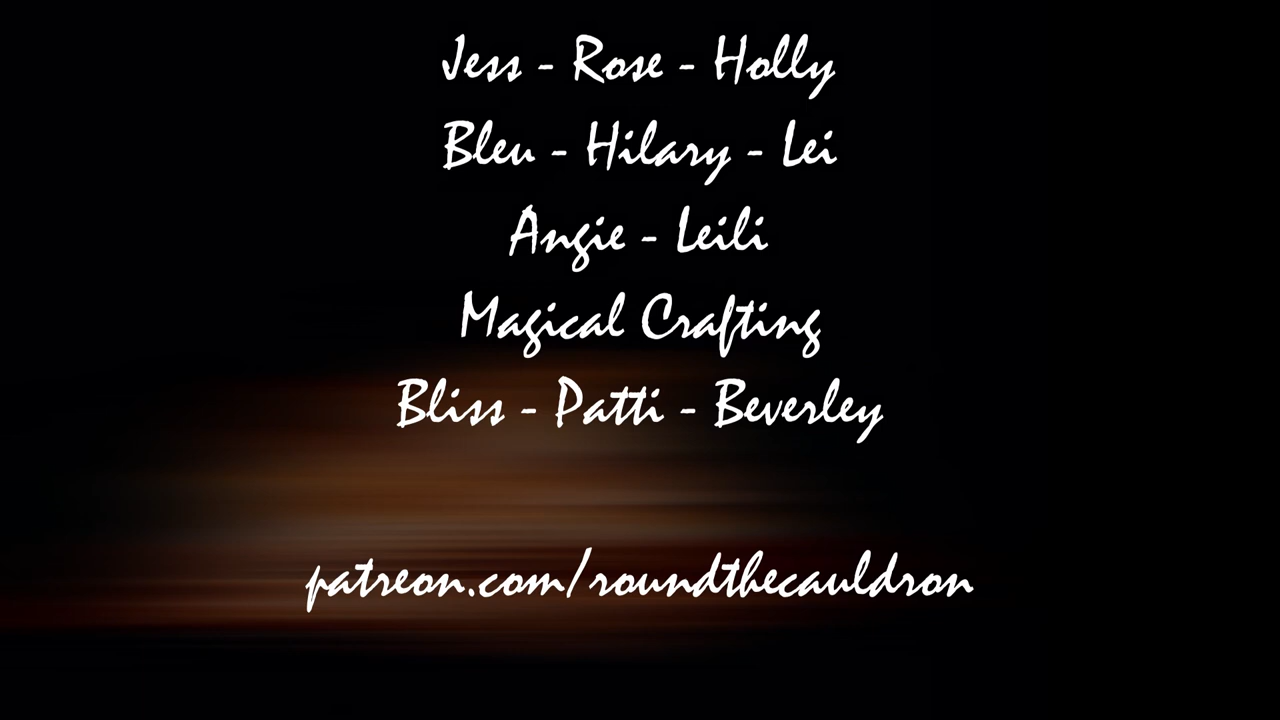 Jess - Rose - Holly
Bleu - Hilary - Lei
Angie - Leili
Magical Crafting
Bliss - Patti - Beverley
patreon.com/roundthecauldron